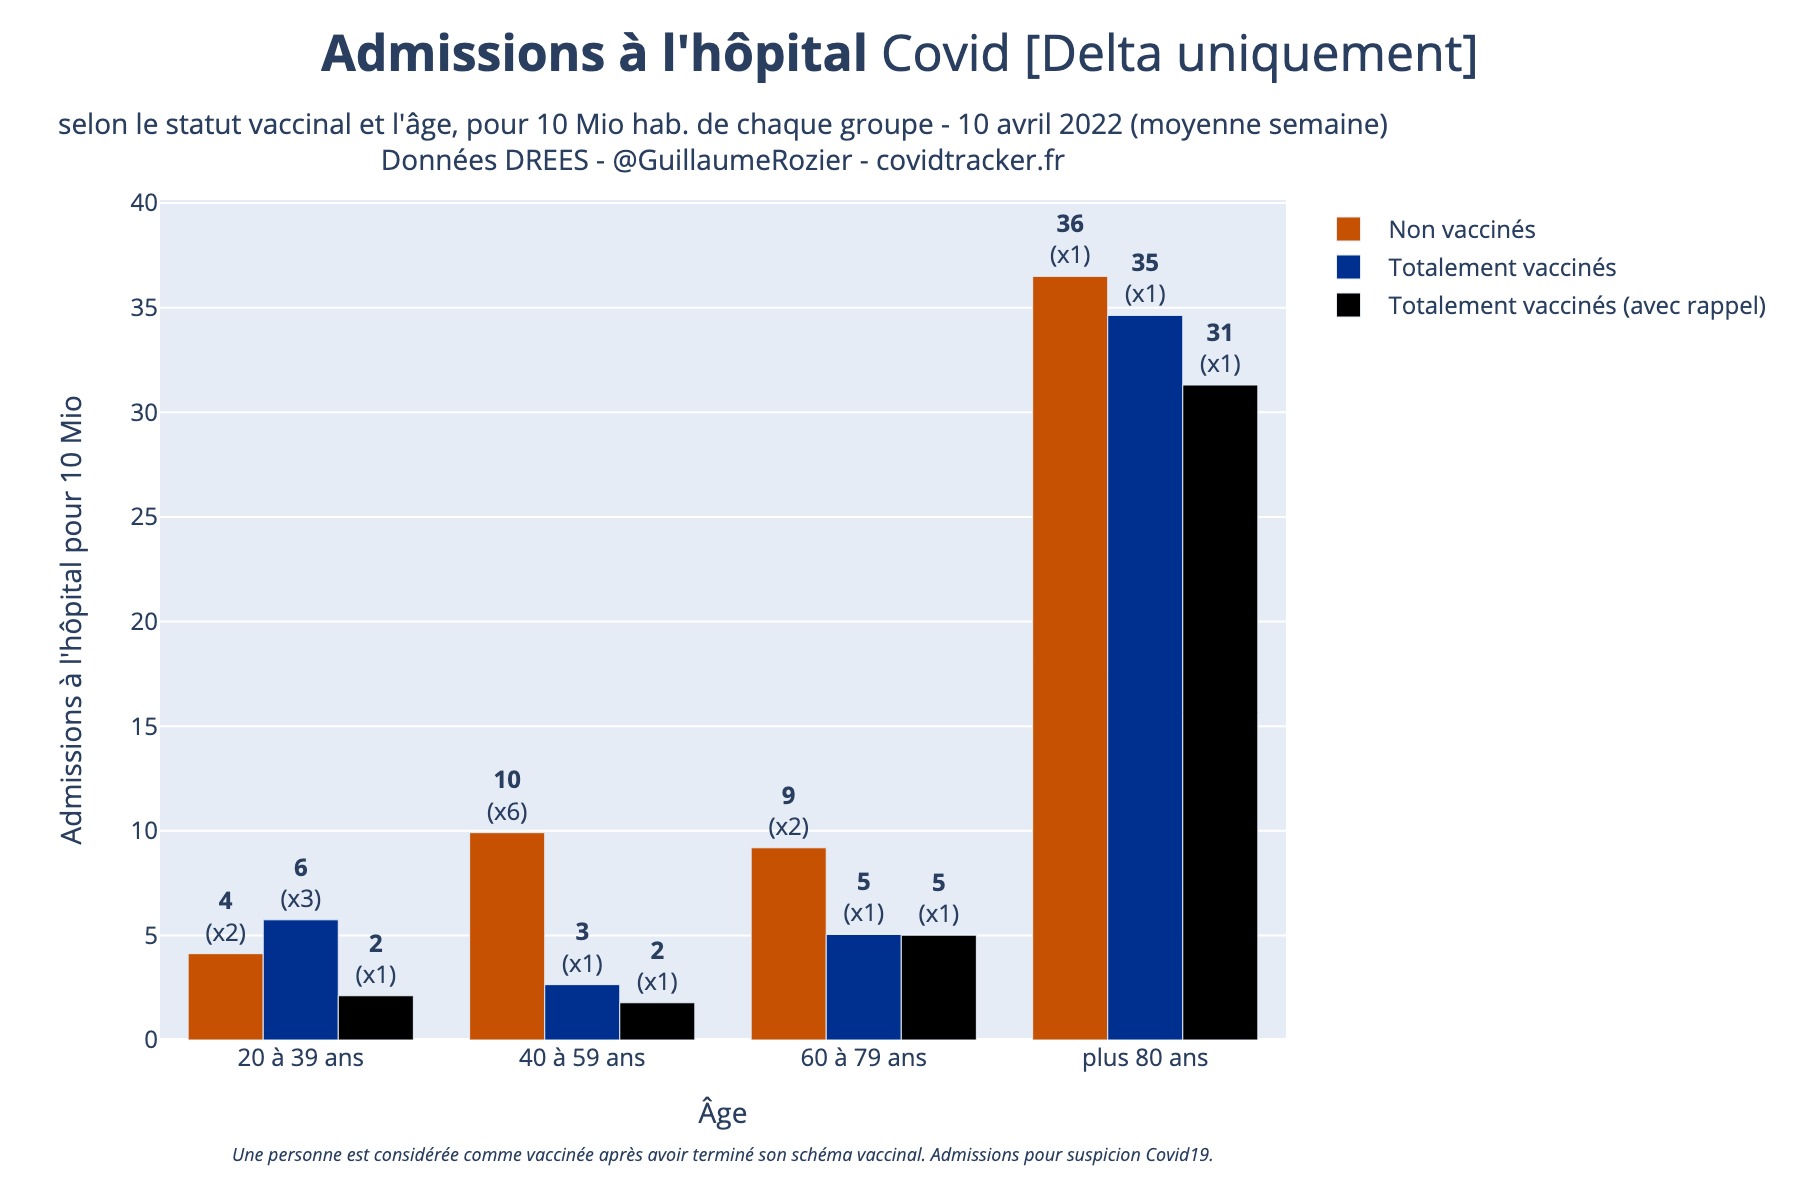 Admissions à l'hôpital Covid [Delta uniquement]
selon le statut vaccinal et l'âge, pour 10 Mio hab. de chaque groupe - 10 avril 2022 (moyenne semaine)
Données DREES - @GuillaumeRozier - covidtracker.fr
Non vaccinés
Totalement vaccinés
Totalement vaccinés (avec rappel)
Admissions à l'hôpital pour 10 Mio
40
35
30
25
20
15
10
5
0
4
(x2)
6
(x3)
2
(x1)
10
(x6)
3
(x1)
2
(x1)
9
(x2)
5
(x1)
5
(x1)
36
(x1)
35
(x1)
31
(x1)
20 à 39 ans
40 à 59 ans
60 à 79 ans
plus 80 ans
Âge
Une personne est considérée comme vaccinée après avoir terminé son schéma vaccinal. Admissions pour suspicion Covid19.